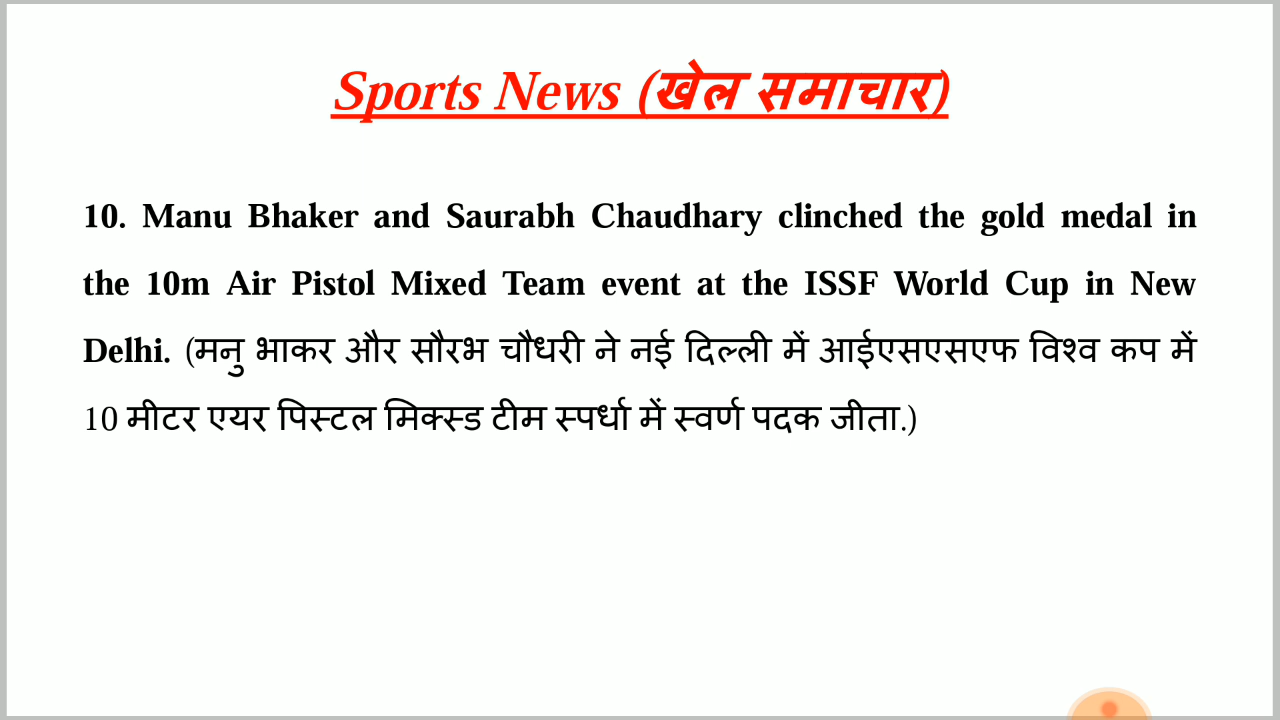 Sports News (खेल समाचार)
10. Manu Bhaker and Saurabh Chaudhary clinched the gold medal in
the 10m Air Pistol Mixed Team event at the ISSF World Cup in New
Delhi. (मनु भाकर और सौरभ चौधरी ने नई दिल्ली में आईएसएसएफ विश्व कप में
10 मीटर एयर पिस्टल मिक्स्ड टीम स्पर्धा में स्वर्ण पदक जीता.)